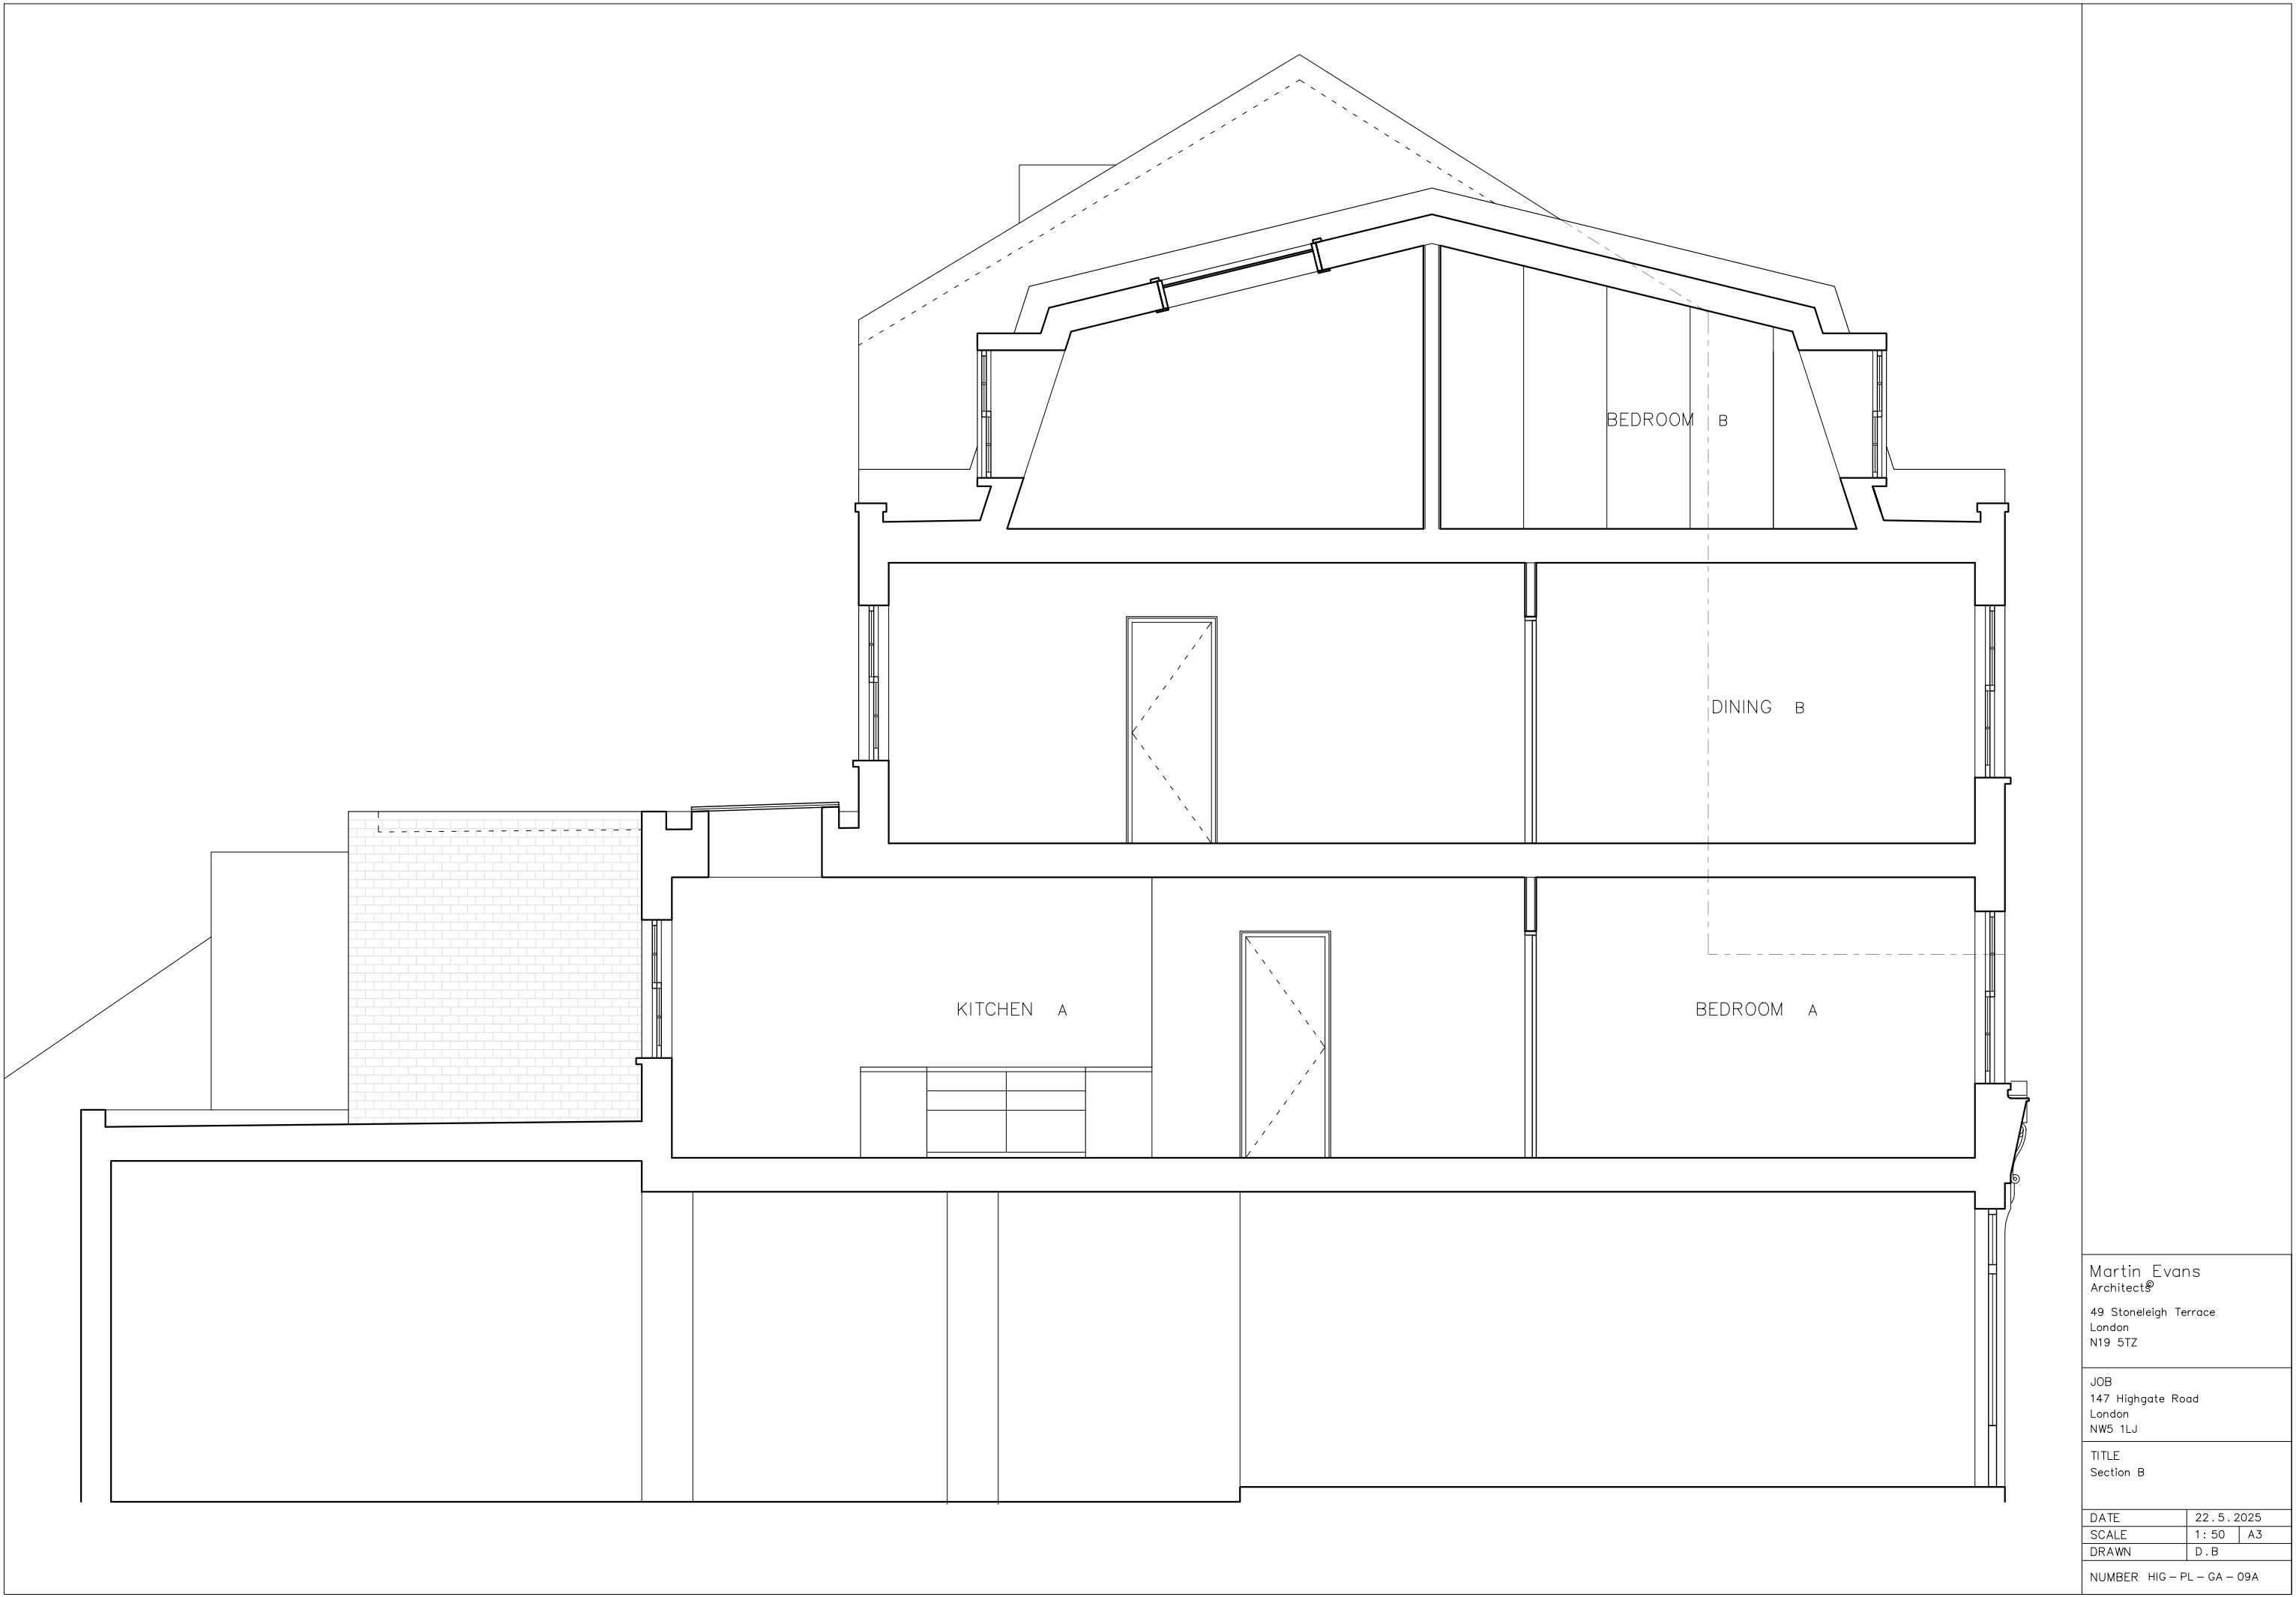 BEDROOM B
DINING B
KITCHEN A
BEDROOM A
Martin Evans
Architects©
49 Stoneleigh Terrace
London
N19 5TZ
JOB
147 Highgate Road
London
NW5 1LJ
TITLE
Section B
DATE 22.5.2025
SCALE 1:50 A3
DRAWN D.B
NUMBER HIG-PL-GA-09A